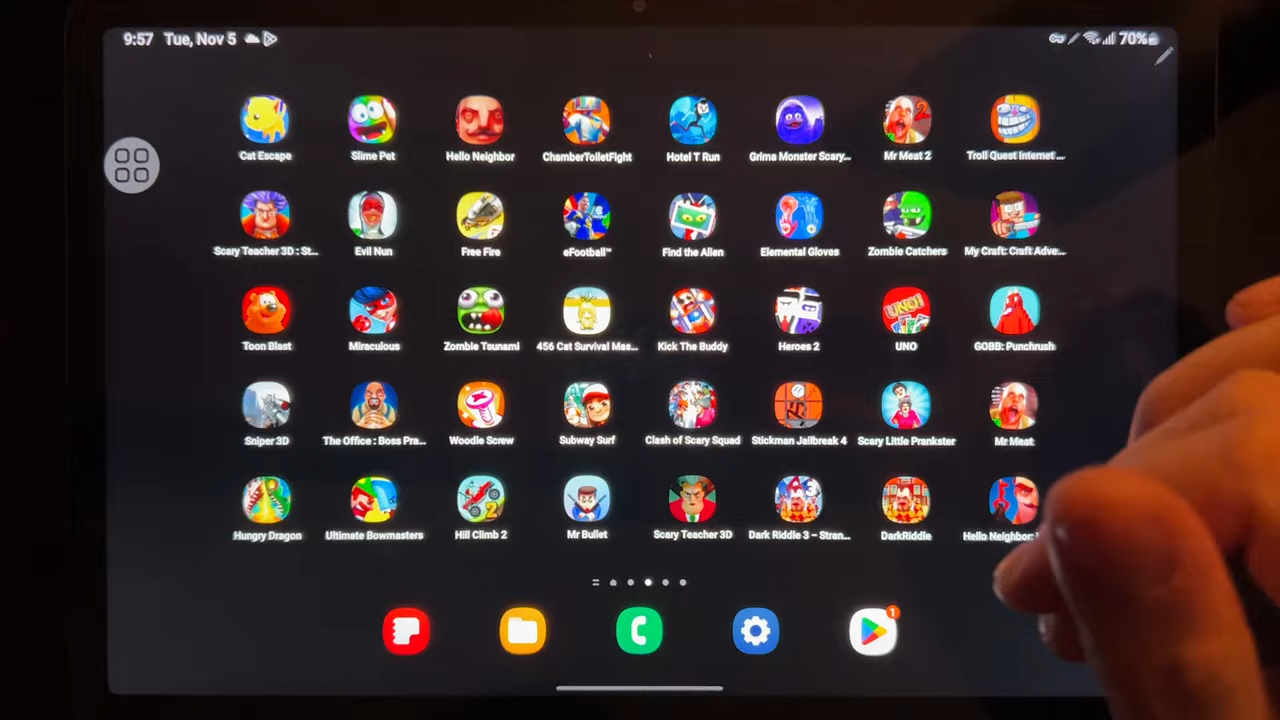 9:57 Tue, Nov 5 70%
Cat Escape Slime Pet Hello Neighbor ChamberToiletFight Hotel T Run Grima Monster Scary... Mr Meat 2 Troll Quest Internet ...
Scary Teacher 3D : St... Evil Nun Free Fire eFootball™ Find the Alien Elemental Gloves Zombie Catchers My Craft: Craft Adve...
UNO!
Toon Blast Miraculous Zombie Tsunami 456 Cat Survival Mas... Kick The Buddy Heroes 2 UNO GOBB: Punchrush
Sniper 3D The Office : Boss Pra... Woodle Screw Subway Surf Clash of Scary Squad Stickman Jailbreak 4 Scary Little Prankster Mr Meat
Hungry Dragon Ultimate Bowmasters Hill Climb 2 Mr Bullet Scary Teacher 3D Dark Riddle 3 – Stran... DarkRiddle Hello Neighbor:
1